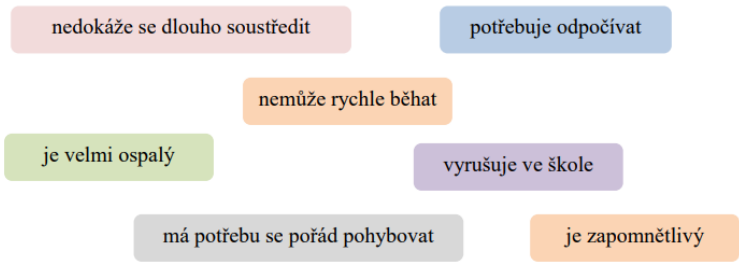 nedokáže se dlouho soustředit
potřebuje odpočívat
nemůže rychle běhat
je velmi ospalý
vyrušuje ve škole
má potřebu se pořád pohybovat
je zapomnětlivý